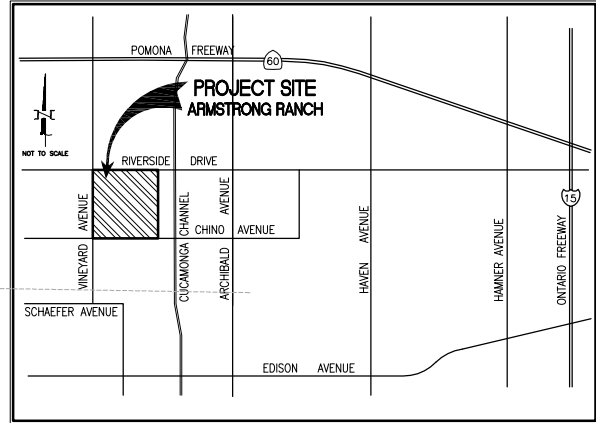 POMONA FREEWAY
60
PROJECT SITE
ARMSTRONG RANCH
N
NOT TO SCALE
RIVERSIDE DRIVE
VINEYARD AVENUE
CUCAMONGA CHANNEL
ARCHIBALD AVENUE
CHINO AVENUE
HAVEN AVENUE
HAMNER AVENUE
ONTARIO FREEWAY
15
SCHAEFER AVENUE
EDISON AVENUE